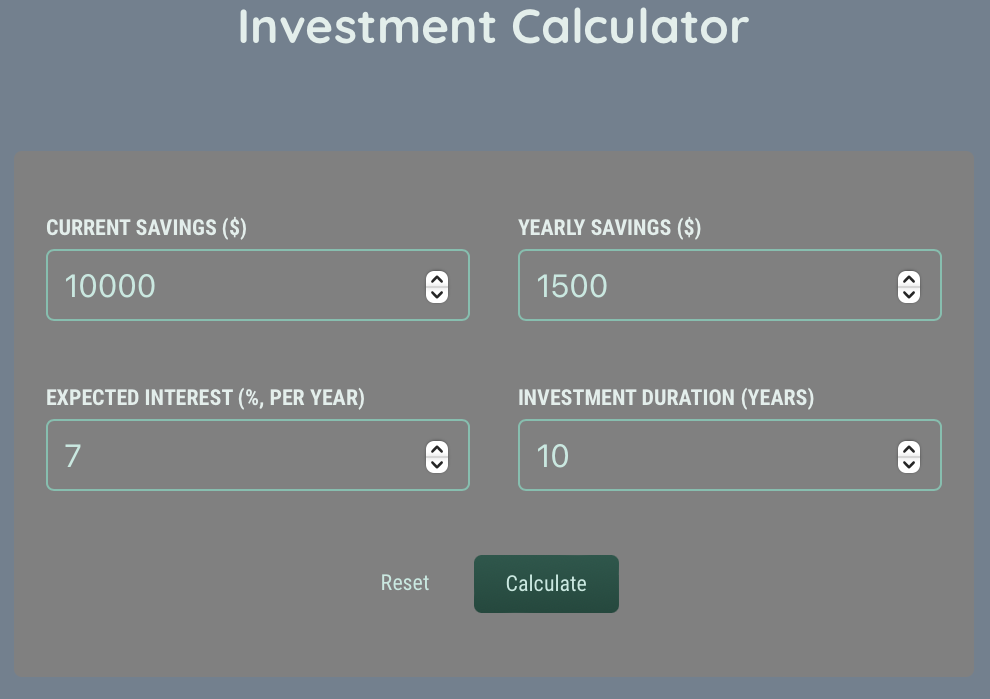 Investment Calculator
CURRENT SAVINGS ($) YEARLY SAVINGS ($)
10000 1500
EXPECTED INTEREST (%, PER YEAR) INVESTMENT DURATION (YEARS)
7 10
Reset Calculate